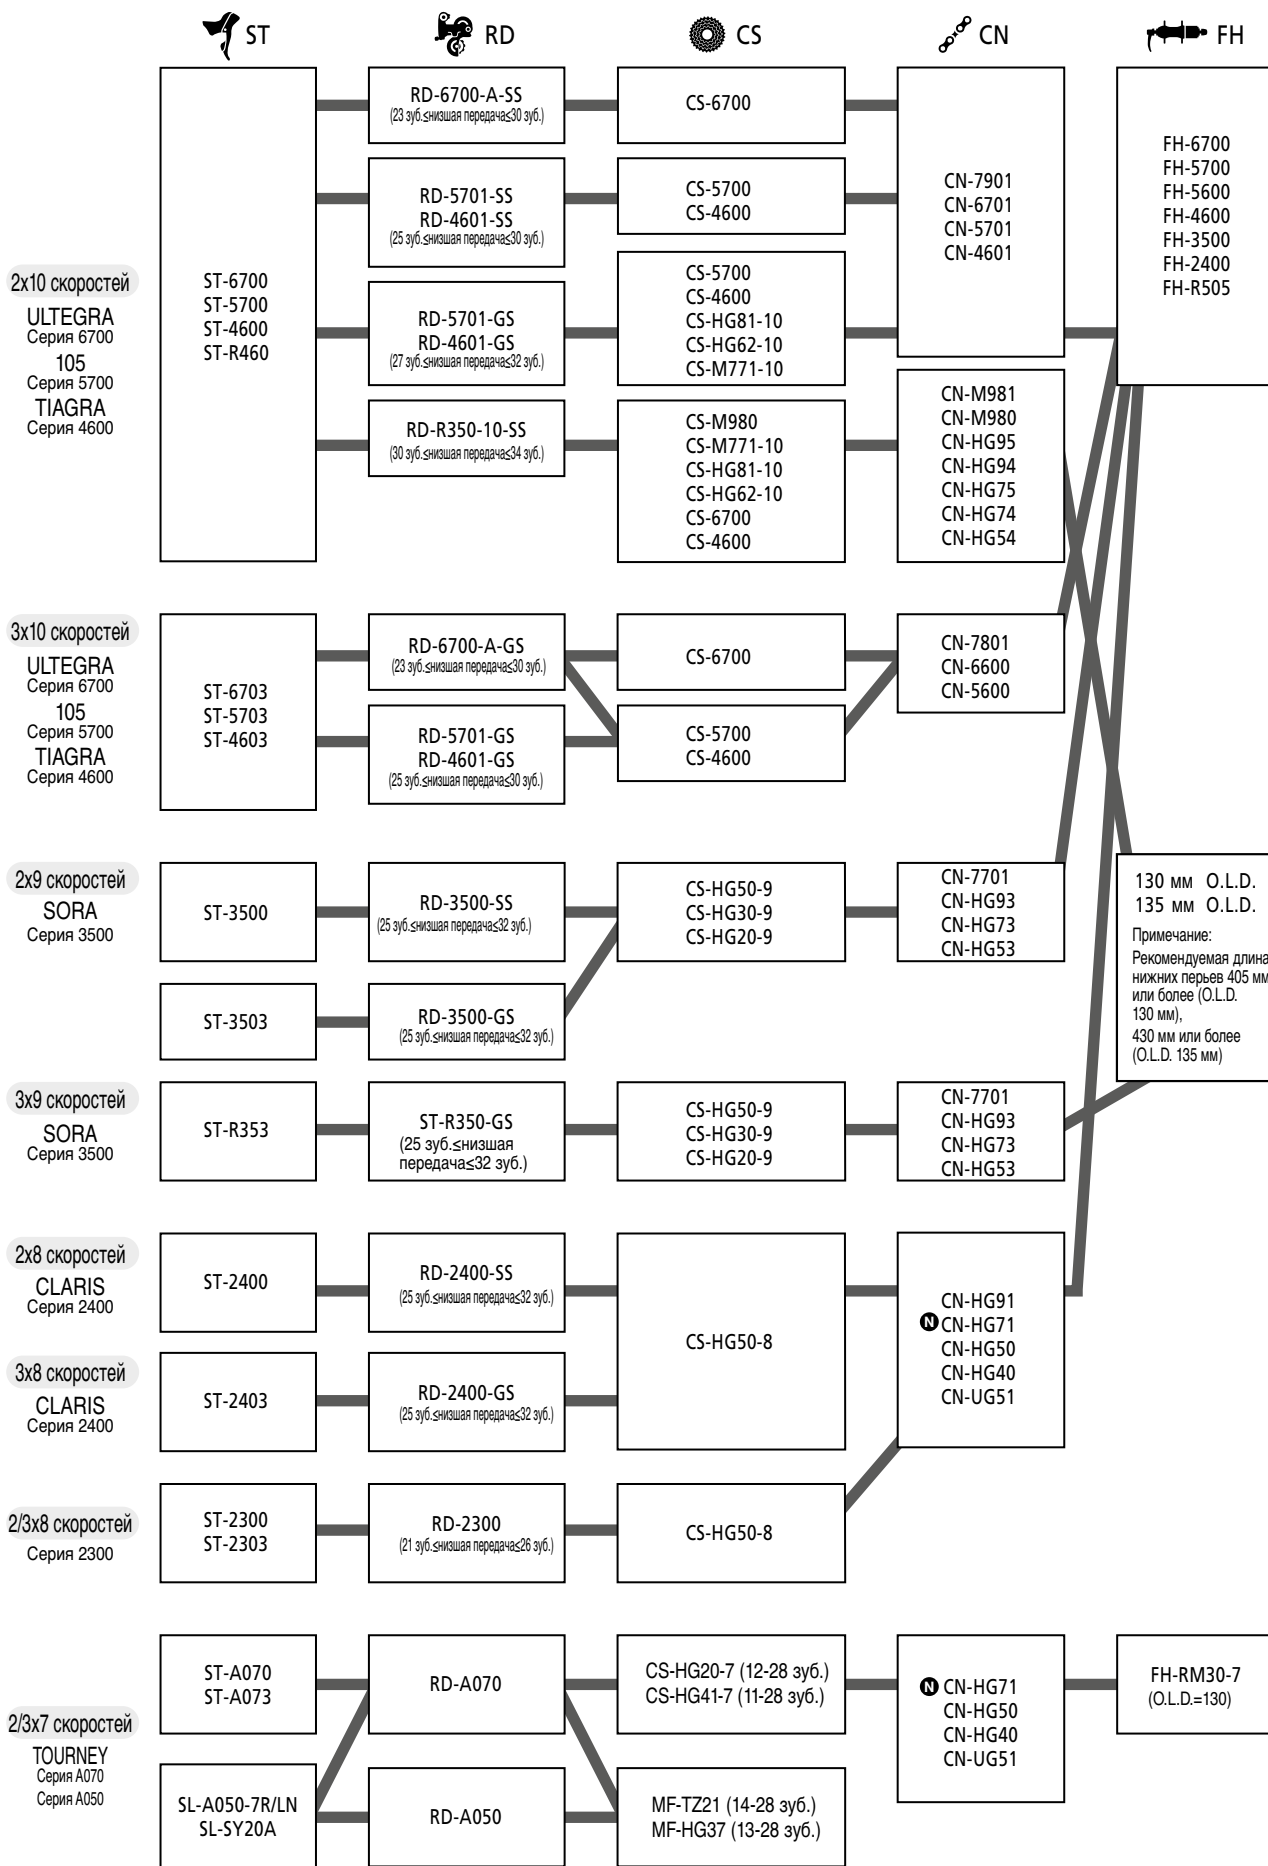 ST
RD
CS
CN
FH
2x10 скоростей
ULTEGRA
Серия 6700
105
Серия 5700
TIAGRA
Серия 4600
ST-6700
ST-5700
ST-4600
ST-R460
RD-6700-A-SS
(23 зуб.≤низшая передача≤30 зуб.)
RD-5701-SS
RD-4601-SS
(25 зуб.≤низшая передача≤30 зуб.)
RD-5701-GS
RD-4601-GS
(27 зуб.≤низшая передача≤32 зуб.)
RD-R350-10-SS
(30 зуб.≤низшая передача≤34 зуб.)
CS-6700
CS-5700
CS-4600
CS-5700
CS-4600
CS-HG81-10
CS-HG62-10
CS-M771-10
CS-M980
CS-M771-10
CS-HG81-10
CS-HG62-10
CS-6700
CS-4600
CN-7901
CN-6701
CN-5701
CN-4601
CN-M981
CN-M980
CN-HG95
CN-HG94
CN-HG75
CN-HG74
CN-HG54
FH-6700
FH-5700
FH-5600
FH-4600
FH-3500
FH-2400
FH-R505
3x10 скоростей
ULTEGRA
Серия 6700
105
Серия 5700
TIAGRA
Серия 4600
ST-6703
ST-5703
ST-4603
RD-6700-A-GS
(23 зуб.≤низшая передача≤30 зуб.)
RD-5701-GS
RD-4601-GS
(25 зуб.≤низшая передача≤30 зуб.)
CS-6700
CS-5700
CS-4600
CN-7801
CN-6600
CN-5600
2x9 скоростей
SORA
Серия 3500
ST-3500
ST-3503
RD-3500-SS
(25 зуб.≤низшая передача≤32 зуб.)
RD-3500-GS
(25 зуб.≤низшая передача≤32 зуб.)
CS-HG50-9
CS-HG30-9
CS-HG20-9
CN-7701
CN-HG93
CN-HG73
CN-HG53
130 мм O.L.D.
135 мм O.L.D.
Примечание:
Рекомендуемая длина
нижних перьев 405 мм
или более (O.L.D.
130 мм),
430 мм или более
(O.L.D. 135 мм)
3x9 скоростей
SORA
Серия 3500
ST-R353
ST-R350-GS
(25 зуб.≤низшая
передача≤32 зуб.)
CS-HG50-9
CS-HG30-9
CS-HG20-9
CN-7701
CN-HG93
CN-HG73
CN-HG53
2x8 скоростей
CLARIS
Серия 2400
ST-2400
RD-2400-SS
(25 зуб.≤низшая передача≤32 зуб.)
CS-HG50-8
CN-HG91
N CN-HG71
CN-HG50
CN-HG40
CN-UG51
3x8 скоростей
CLARIS
Серия 2400
ST-2403
RD-2400-GS
(25 зуб.≤низшая передача≤32 зуб.)
2/3x8 скоростей
Серия 2300
ST-2300
ST-2303
RD-2300
(21 зуб.≤низшая передача≤26 зуб.)
CS-HG50-8
2/3x7 скоростей
TOURNEY
Серия A070
Серия A050
ST-A070
ST-A073
SL-A050-7R/LN
SL-SY20A
RD-A070
RD-A050
CS-HG20-7 (12-28 зуб.)
CS-HG41-7 (11-28 зуб.)
MF-TZ21 (14-28 зуб.)
MF-HG37 (13-28 зуб.)
N CN-HG71
CN-HG50
CN-HG40
CN-UG51
FH-RM30-7
(O.L.D.=130)